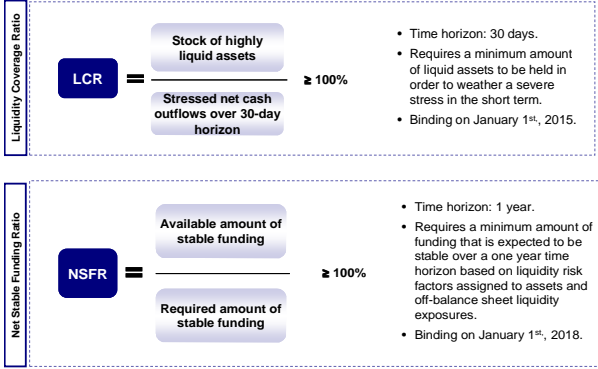 Liquidity Coverage Ratio
LCR
=
Stock of highly
liquid assets
Stressed net cash
outflows over 30-day
horizon
≥ 100%
• Time horizon: 30 days.
• Requires a minimum amount
of liquid assets to be held in
order to weather a severe
stress in the short term.
• Binding on January 1st., 2015.
Net Stable Funding Ratio
NSFR
=
Available amount of
stable funding
Required amount of
stable funding
≥ 100%
• Time horizon: 1 year.
• Requires a minimum amount of
funding that is expected to be
stable over a one year time
horizon based on liquidity risk
factors assigned to assets and
off-balance sheet liquidity
exposures.
• Binding on January 1st., 2018.